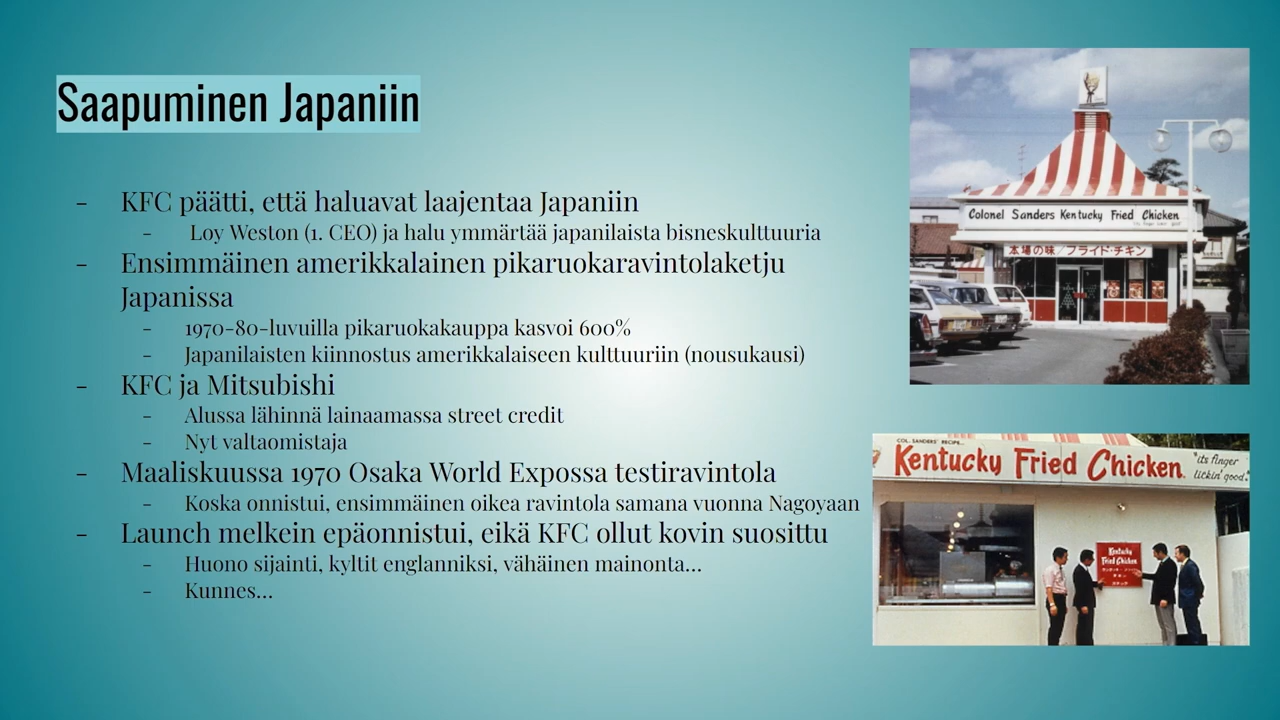 Saapuminen Japaniin
- KFC päätti, että haluavat laajentaa Japaniin
- Loy Weston (1. CEO) ja halu ymmärtää japanilaista bisneskulttuuria
- Ensimmäinen amerikkalainen pikaruokaravintolaketju
Japanissa
- 1970-80-luvuilla pikaruokakauppa kasvoi 600%
- Japanilaisten kiinnostus amerikkalaiseen kulttuuriin (nousukausi)
- KFC ja Mitsubishi
- Alussa lähinnä lainaamassa street credit
- Nyt valtaomistaja
- Maaliskuussa 1970 Osaka World Expossa testiravintola
- Koska onnistui, ensimmäinen oikea ravintola samana vuonna Nagoyaan
- Launch melkein epäonnistui, eikä KFC ollut kovin suosittu
- Huono sijainti, kyltit englanniksi, vähäinen mainonta...
- Kunnes...
Colonel Sanders Kentucky Fried Chicken
本場の味/フライド・チキン
COL. SANDERS' RECIPE...
Kentucky Fried Chicken.
"its finger
lickin' good."
Kentucky
Fried Chicken